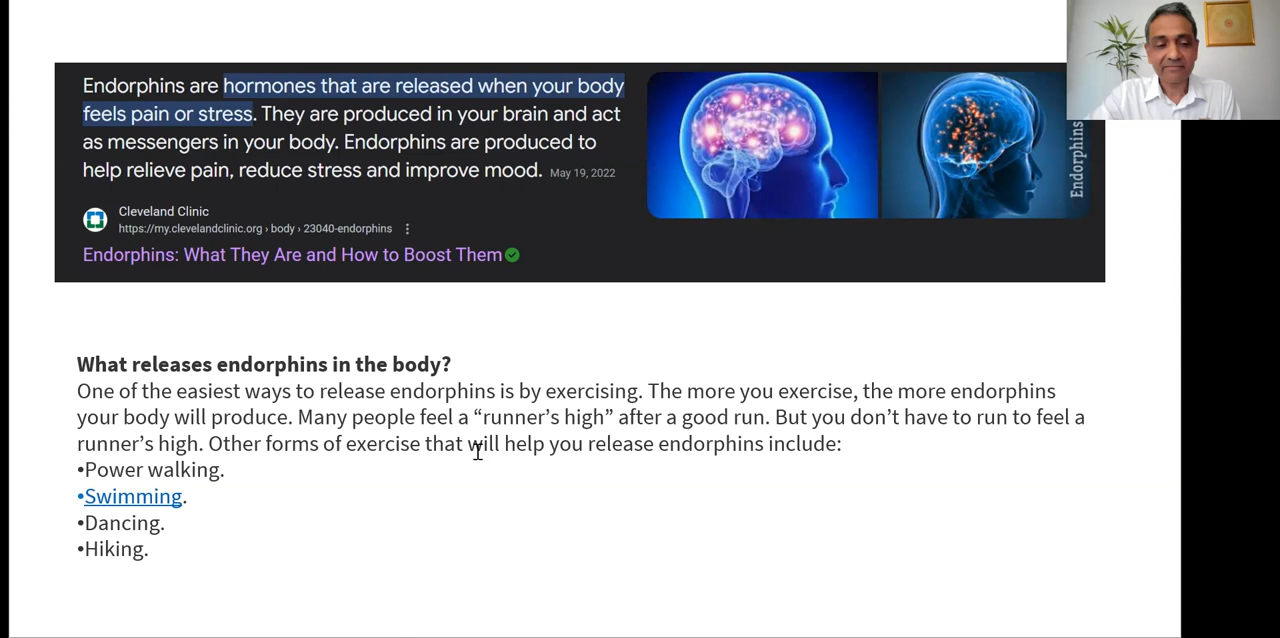 Endorphins are hormones that are released when your body
feels pain or stress. They are produced in your brain and act
as messengers in your body. Endorphins are produced to
help relieve pain, reduce stress and improve mood. May 19, 2022
Cleveland Clinic
https://my.clevelandclinic.org › body › 23040-endorphins
Endorphins: What They Are and How to Boost Them
Endorphins
What releases endorphins in the body?
One of the easiest ways to release endorphins is by exercising. The more you exercise, the more endorphins
your body will produce. Many people feel a “runner’s high” after a good run. But you don’t have to run to feel a
runner’s high. Other forms of exercise that will help you release endorphins include:
•Power walking.
•Swimming.
•Dancing.
•Hiking.